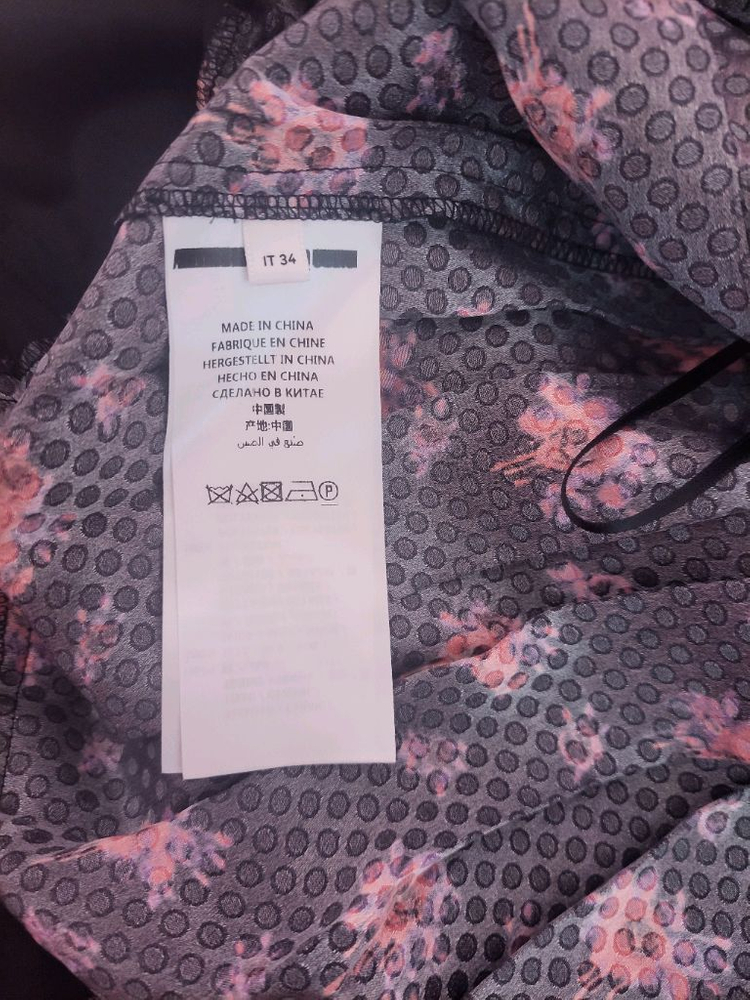 IT 34
MADE IN CHINA
FABRIQUE EN CHINE
HERGESTELLT IN CHINA
HECHO EN CHINA
СДЕЛАНО В КИТАЕ
中國製
产地:中国
صنع في الصين
P